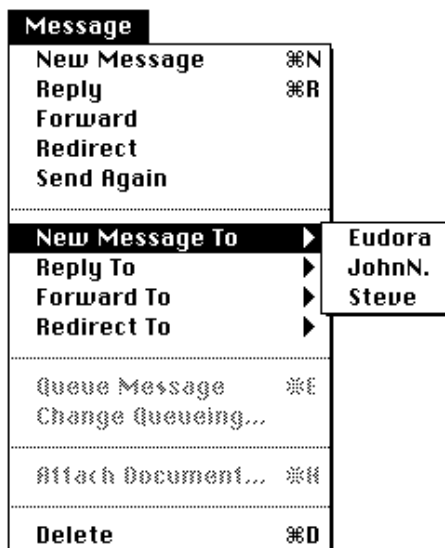 Message
New Message ⌘N
Reply ⌘R
Forward
Redirect
Send Again
New Message To ▶ Eudora
Reply To ▶ JohnN.
Forward To ▶ Steve
Redirect To ▶
Queue Message ⌘E
Change Queueing...
Attach Document... ⌘H
Delete ⌘D